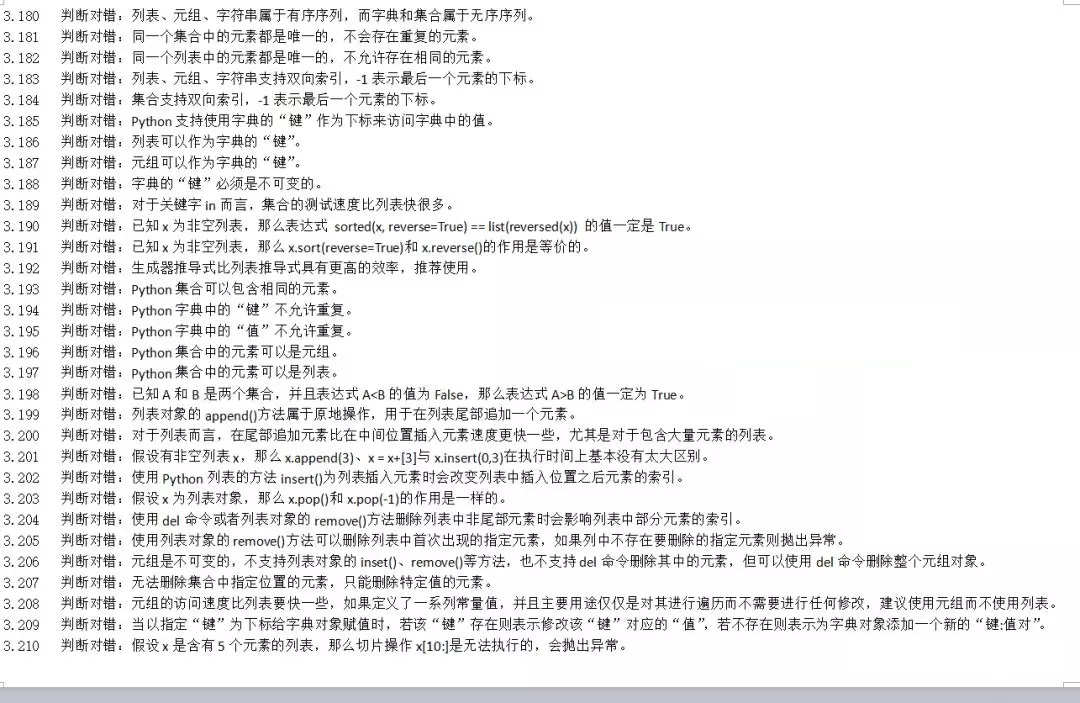 3.180 判断对错：列表、元组、字符串属于有序序列，而字典和集合属于无序序列。
3.181 判断对错：同一个集合中的元素都是唯一的，不会存在重复的元素。
3.182 判断对错：同一个列表中的元素都是唯一的，不允许存在相同的元素。
3.183 判断对错：列表、元组、字符串支持双向索引，-1 表示最后一个元素的下标。
3.184 判断对错：集合支持双向索引，-1 表示最后一个元素的下标。
3.185 判断对错：Python 支持使用字典的“键”作为下标来访问字典中的值。
3.186 判断对错：列表可以作为字典的“键”。
3.187 判断对错：元组可以作为字典的“键”。
3.188 判断对错：字典的“键”必须是不可变的。
3.189 判断对错：对于关键字 in 而言，集合的测试速度比列表快很多。
3.190 判断对错：已知 x 为非空列表，那么表达式 sorted(x, reverse=True) == list(reversed(x)) 的值一定是 True。
3.191 判断对错：已知 x 为非空列表，那么 x.sort(reverse=True)和 x.reverse()的作用是等价的。
3.192 判断对错：生成器推导式比列表推导式具有更高的效率，推荐使用。
3.193 判断对错：Python 集合可以包含相同的元素。
3.194 判断对错：Python 字典中的“键”不允许重复。
3.195 判断对错：Python 字典中的“值”不允许重复。
3.196 判断对错：Python 集合中的元素可以是元组。
3.197 判断对错：Python 集合中的元素可以是列表。
3.198 判断对错：已知 A 和 B 是两个集合，并且表达式 A<B 的值为 False，那么表达式 A>B 的值一定为 True。
3.199 判断对错：列表对象的 append()方法属于原地操作，用于在列表尾部追加一个元素。
3.200 判断对错：对于列表而言，在尾部追加元素比在中间位置插入元素速度更快一些，尤其是对于包含大量元素的列表。
3.201 判断对错：假设有非空列表 x，那么 x.append(3)、x = x+[3]与 x.insert(0,3)在执行时间上基本没有太大区别。
3.202 判断对错：使用 Python 列表的方法 insert()为列表插入元素时会改变列表中插入位置之后元素的索引。
3.203 判断对错：假设 x 为列表对象，那么 x.pop()和 x.pop(-1)的作用是一样的。
3.204 判断对错：使用 del 命令或者列表对象的 remove()方法删除列表中非尾部元素时会影响列表中部分元素的索引。
3.205 判断对错：使用列表对象的 remove()方法可以删除列表中首次出现的指定元素，如果列中不存在要删除的指定元素则抛出异常。
3.206 判断对错：元组是不可变的，不支持列表对象的 inset()、remove()等方法，也不支持 del 命令删除其中的元素，但可以使用 del 命令删除整个元组对象。
3.207 判断对错：无法删除集合中指定位置的元素，只能删除特定值的元素。
3.208 判断对错：元组的访问速度比列表要快一些，如果定义了一系列常量值，并且主要用途仅仅是对其进行遍历而不需要进行任何修改，建议使用元组而不使用列表。
3.209 判断对错：当以指定“键”为下标给字典对象赋值时，若该“键”存在则表示修改该“键”对应的“值”，若不存在则表示为字典对象添加一个新的“键:值对”。
3.210 判断对错：假设 x 是含有 5 个元素的列表，那么切片操作 x[10:]是无法执行的，会抛出异常。